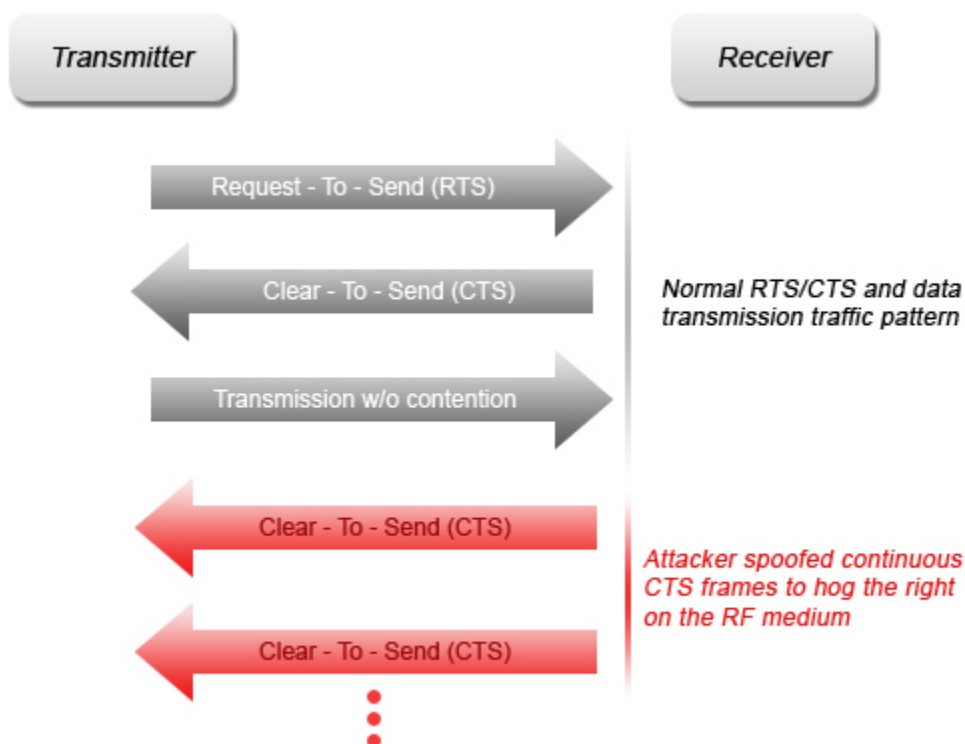 Transmitter
Receiver
Request - To - Send (RTS)
Clear - To - Send (CTS)
Normal RTS/CTS and data
transmission traffic pattern
Transmission w/o contention
Clear - To - Send (CTS)
Attacker spoofed continuous
CTS frames to hog the right
on the RF medium
Clear - To - Send (CTS)